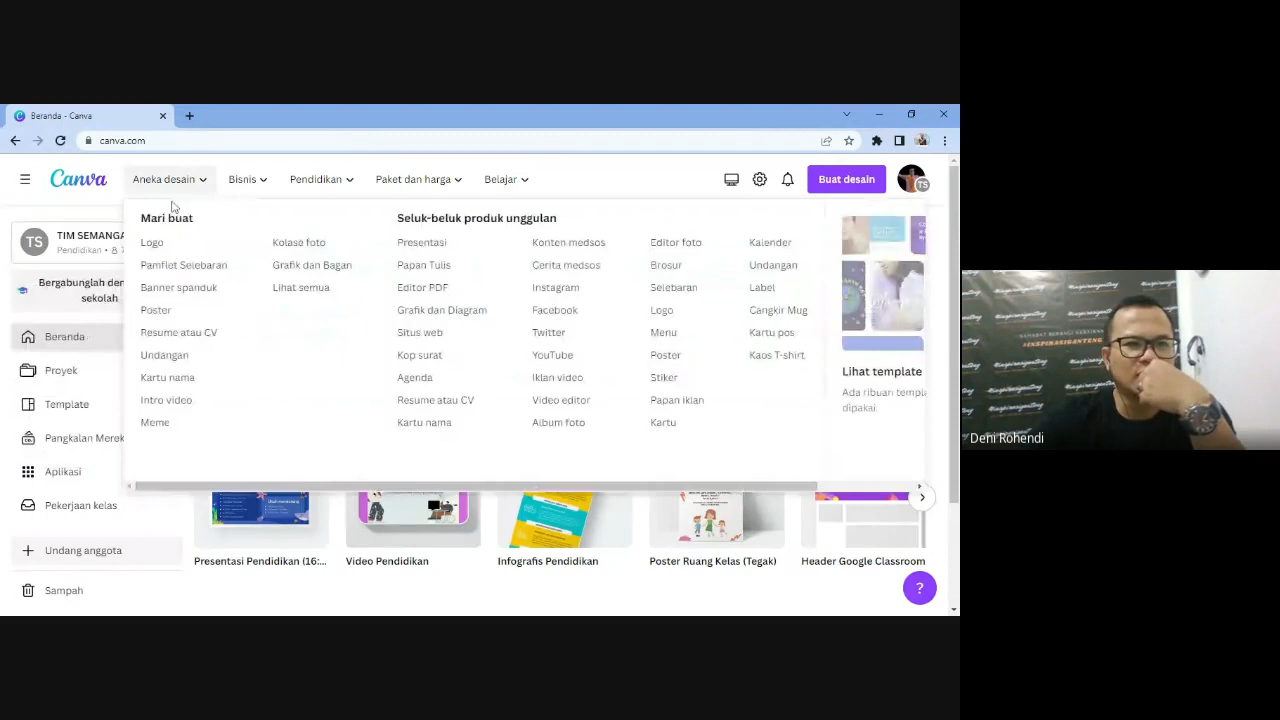 Beranda - Canva
canva.com
Canva
Aneka desain
Bisnis
Pendidikan
Paket dan harga
Belajar
Buat desain
TS
TS
TIM SEMANGA
Pendidikan •
Bergabunglah den
sekolah
Beranda
Proyek
Template
Pangkalan Merek
Aplikasi
Pekerjaan kelas
Undang anggota
Sampah
Mari buat
Logo
Pamflet Selebaran
Banner spanduk
Poster
Resume atau CV
Undangan
Kartu nama
Intro video
Meme
Kolase foto
Grafik dan Bagan
Lihat semua
Seluk-beluk produk unggulan
Presentasi
Papan Tulis
Editor PDF
Grafik dan Diagram
Situs web
Kop surat
Agenda
Resume atau CV
Kartu nama
Konten medsos
Cerita medsos
Instagram
Facebook
Twitter
YouTube
Iklan video
Video editor
Album foto
Editor foto
Brosur
Selebaran
Logo
Menu
Poster
Stiker
Papan iklan
Kartu
Kalender
Undangan
Label
Cangkir Mug
Kartu pos
Kaos T-shirt
Lihat template
Ada ribuan templa
dipakai.
Presentasi Pendidikan (16:...
Video Pendidikan
Infografis Pendidikan
Poster Ruang Kelas (Tegak)
Header Google Classroom
?
#INSPIRASIGANTENG
Deni Rohendi